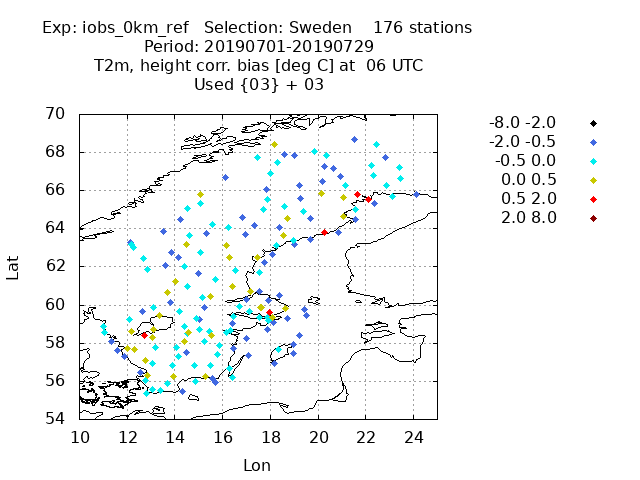 Exp: iobs_0km_ref   Selection: Sweden    176 stations
Period: 20190701-20190729
T2m, height corr. bias [deg C] at  06 UTC
Used {03} + 03
-8.0 -2.0
-2.0 -0.5
-0.5 0.0
0.0 0.5
0.5 2.0
2.0 8.0
70
68
66
64
62
60
58
56
54
Lat
10 12 14 16 18 20 22 24
Lon